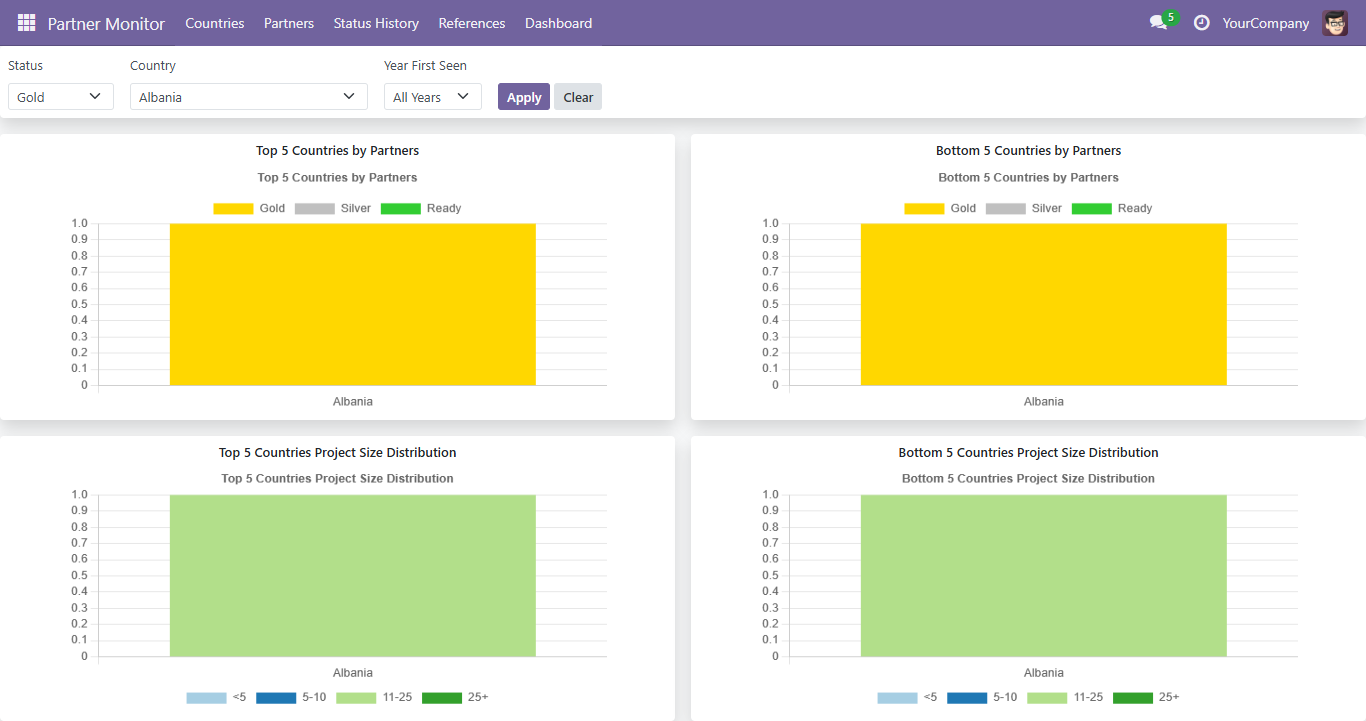 Partner Monitor Countries Partners Status History References Dashboard 5 YourCompany
Status Country Year First Seen
Gold Albania All Years Apply Clear
Top 5 Countries by Partners
Top 5 Countries by Partners
Gold Silver Ready
1.0
0.9
0.8
0.7
0.6
0.5
0.4
0.3
0.2
0.1
0
Albania
Bottom 5 Countries by Partners
Bottom 5 Countries by Partners
Gold Silver Ready
1.0
0.9
0.8
0.7
0.6
0.5
0.4
0.3
0.2
0.1
0
Albania
Top 5 Countries Project Size Distribution
Top 5 Countries Project Size Distribution
1.0
0.9
0.8
0.7
0.6
0.5
0.4
0.3
0.2
0.1
0
Albania
<5 5-10 11-25 25+
Bottom 5 Countries Project Size Distribution
Bottom 5 Countries Project Size Distribution
1.0
0.9
0.8
0.7
0.6
0.5
0.4
0.3
0.2
0.1
0
Albania
<5 5-10 11-25 25+